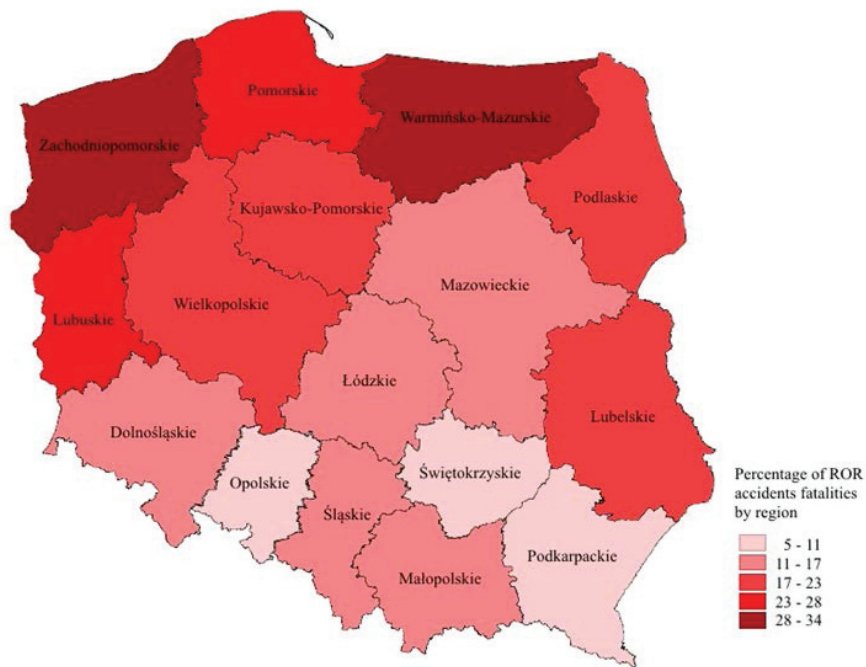 Pomorskie
Warmińsko-Mazurskie
Zachodniopomorskie
Podlaskie
Kujawsko-Pomorskie
Mazowieckie
Wielkopolskie
Lubuskie
Łódzkie
Lubelskie
Dolnośląskie
Świętokrzyskie
Opolskie
Śląskie
Podkarpackie
Małopolskie
Percentage of ROR
accidents fatalities
by region
5 - 11
11 - 17
17 - 23
23 - 28
28 - 34